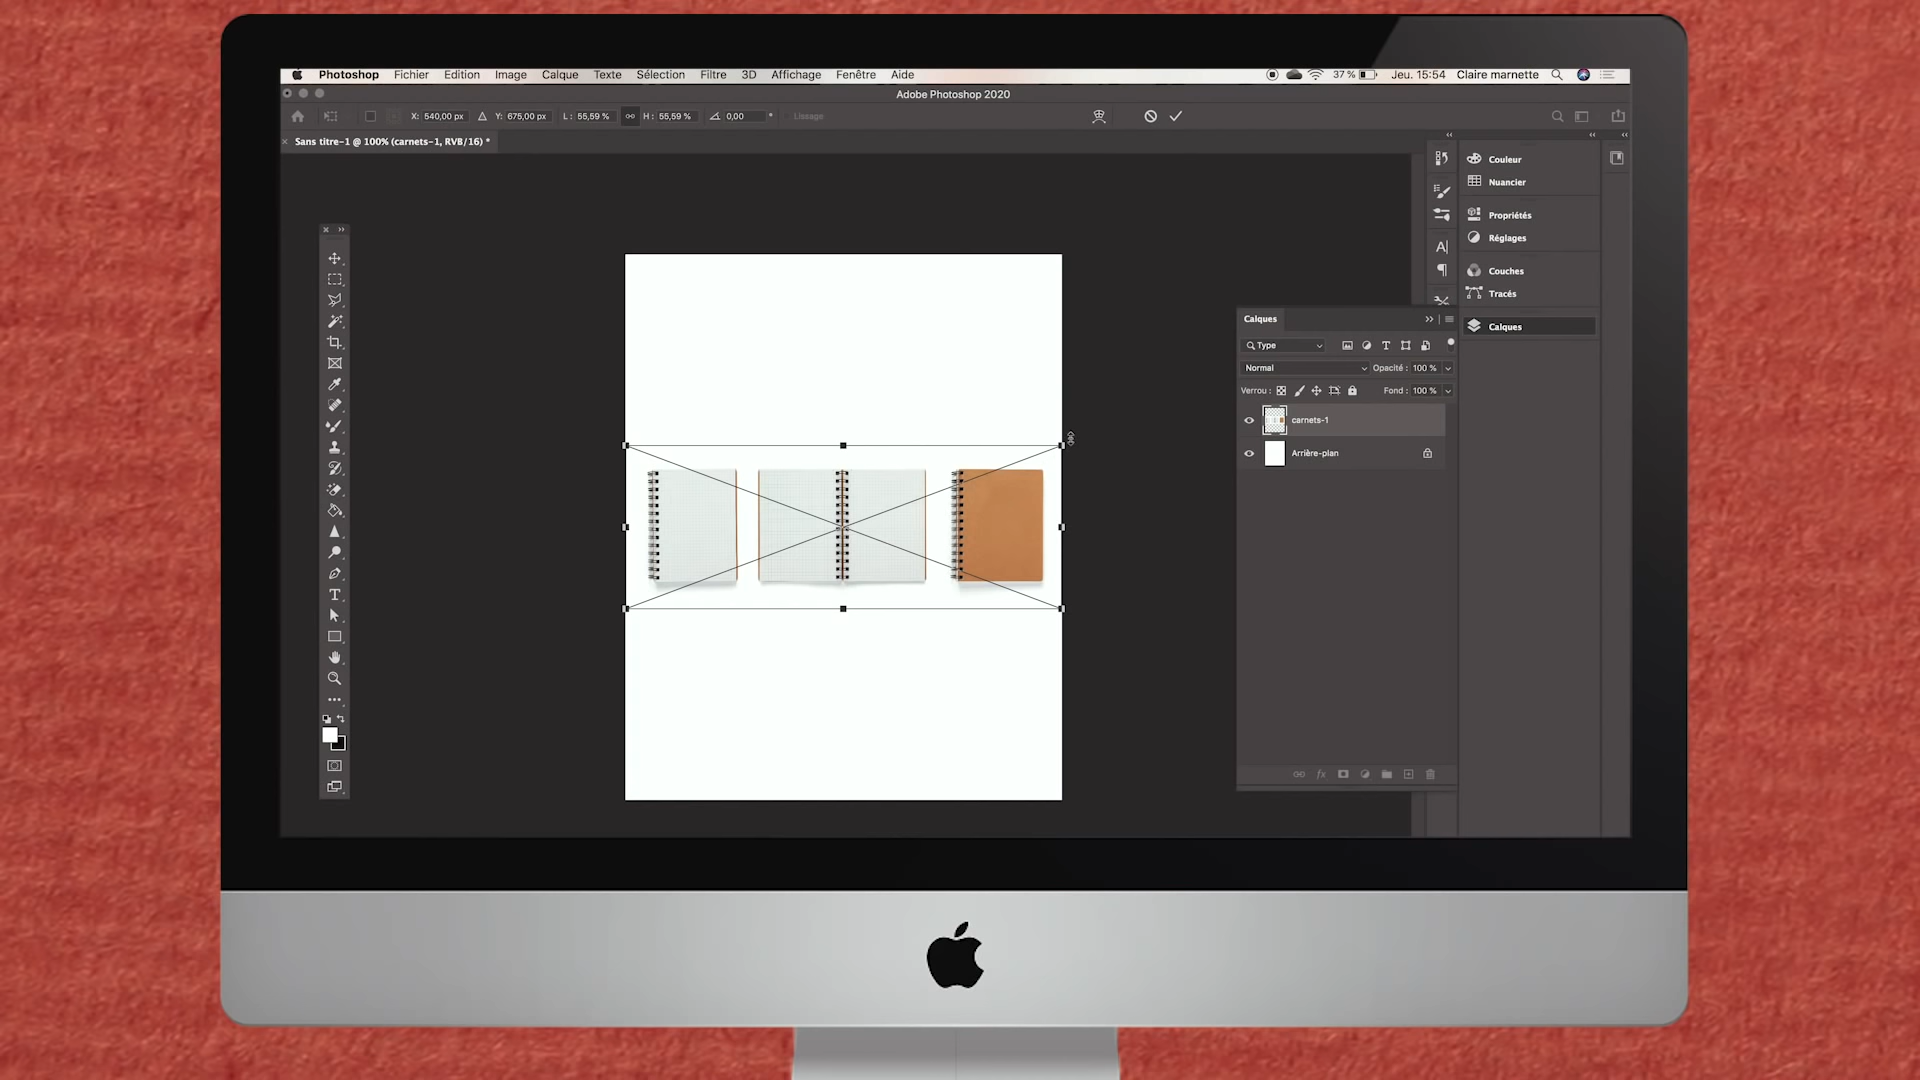 Photoshop Fichier Edition Image Calque Texte Sélection Filtre 3D Affichage Fenêtre Aide 37 % Jeu. 15:54 Claire marnette
Adobe Photoshop 2020
X: 540,00 px Y: 675,00 px L: 55,59 % H: 55,59 % 0,00 ° Lissage
Sans titre-1 @ 100% (carnets-1, RVB/16) *
Couleur
Nuancier
Propriétés
Réglages
Couches
Tracés
Calques
Calques
Type
Normal Opacité : 100 %
Verrou : Fond : 100 %
carnets-1
Arrière-plan